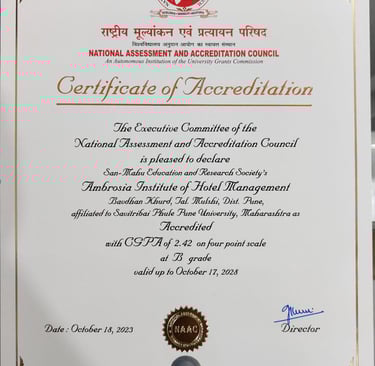 राष्ट्रीय मूल्यांकन एवं प्रत्यायन परिषद
विश्वविद्यालय अनुदान आयोग का स्वायत्त संस्थान
NATIONAL ASSESSMENT AND ACCREDITATION COUNCIL
An Autonomous Institution of the University Grants Commission
Certificate of Accreditation
The Executive Committee of the
National Assessment and Accreditation Council
is pleased to declare
San-Mahu Education and Research Society's
Ambrosia Institute of Hotel Management
Bavdhan Khurd, Tal. Mulshi, Dist. Pune,
affiliated to Savitribai Phule Pune University, Maharashtra as
Accredited
with CGPA of 2.42 on four point scale
at B grade
valid up to October 17, 2028
NAAC
Date : October 18, 2023
Director